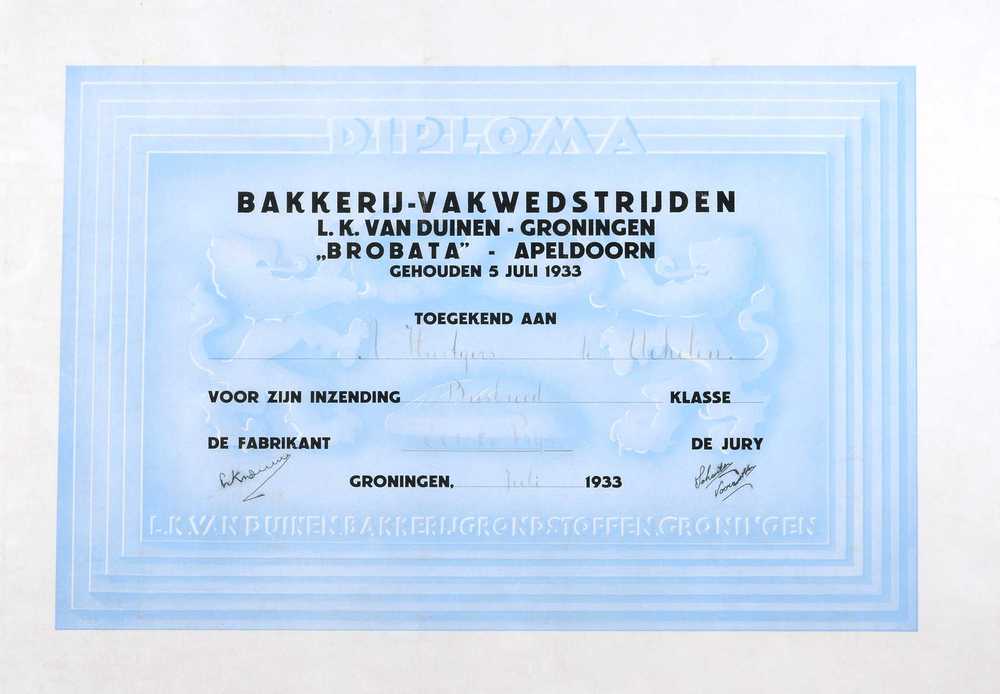 DIPLOMA
BAKKERIJ-VAKWEDSTRIJDEN
L. K. VAN DUINEN - GRONINGEN
„BROBATA” - APELDOORN
GEHOUDEN 5 JULI 1933
TOEGEKEND AAN
te
VOOR ZIJN INZENDING KLASSE
DE FABRIKANT DE JURY
GRONINGEN, Juli 1933
L.K. VAN DUINEN. BAKKERIJGRONDSTOFFEN. GRONINGEN